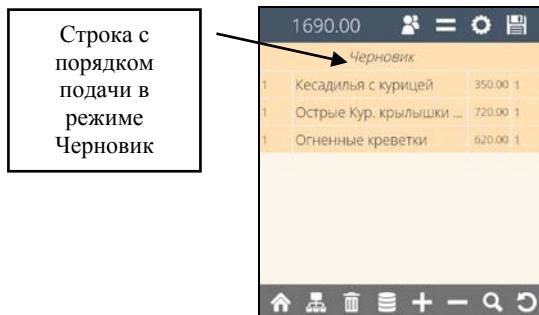 Строка с
порядком
подачи в
режиме
Черновик
1690.00
Черновик
1 Кесадилья с курицей 350.00 1
1 Острые Кур. крылышки ... 720.00 1
1 Огненные креветки 620.00 1